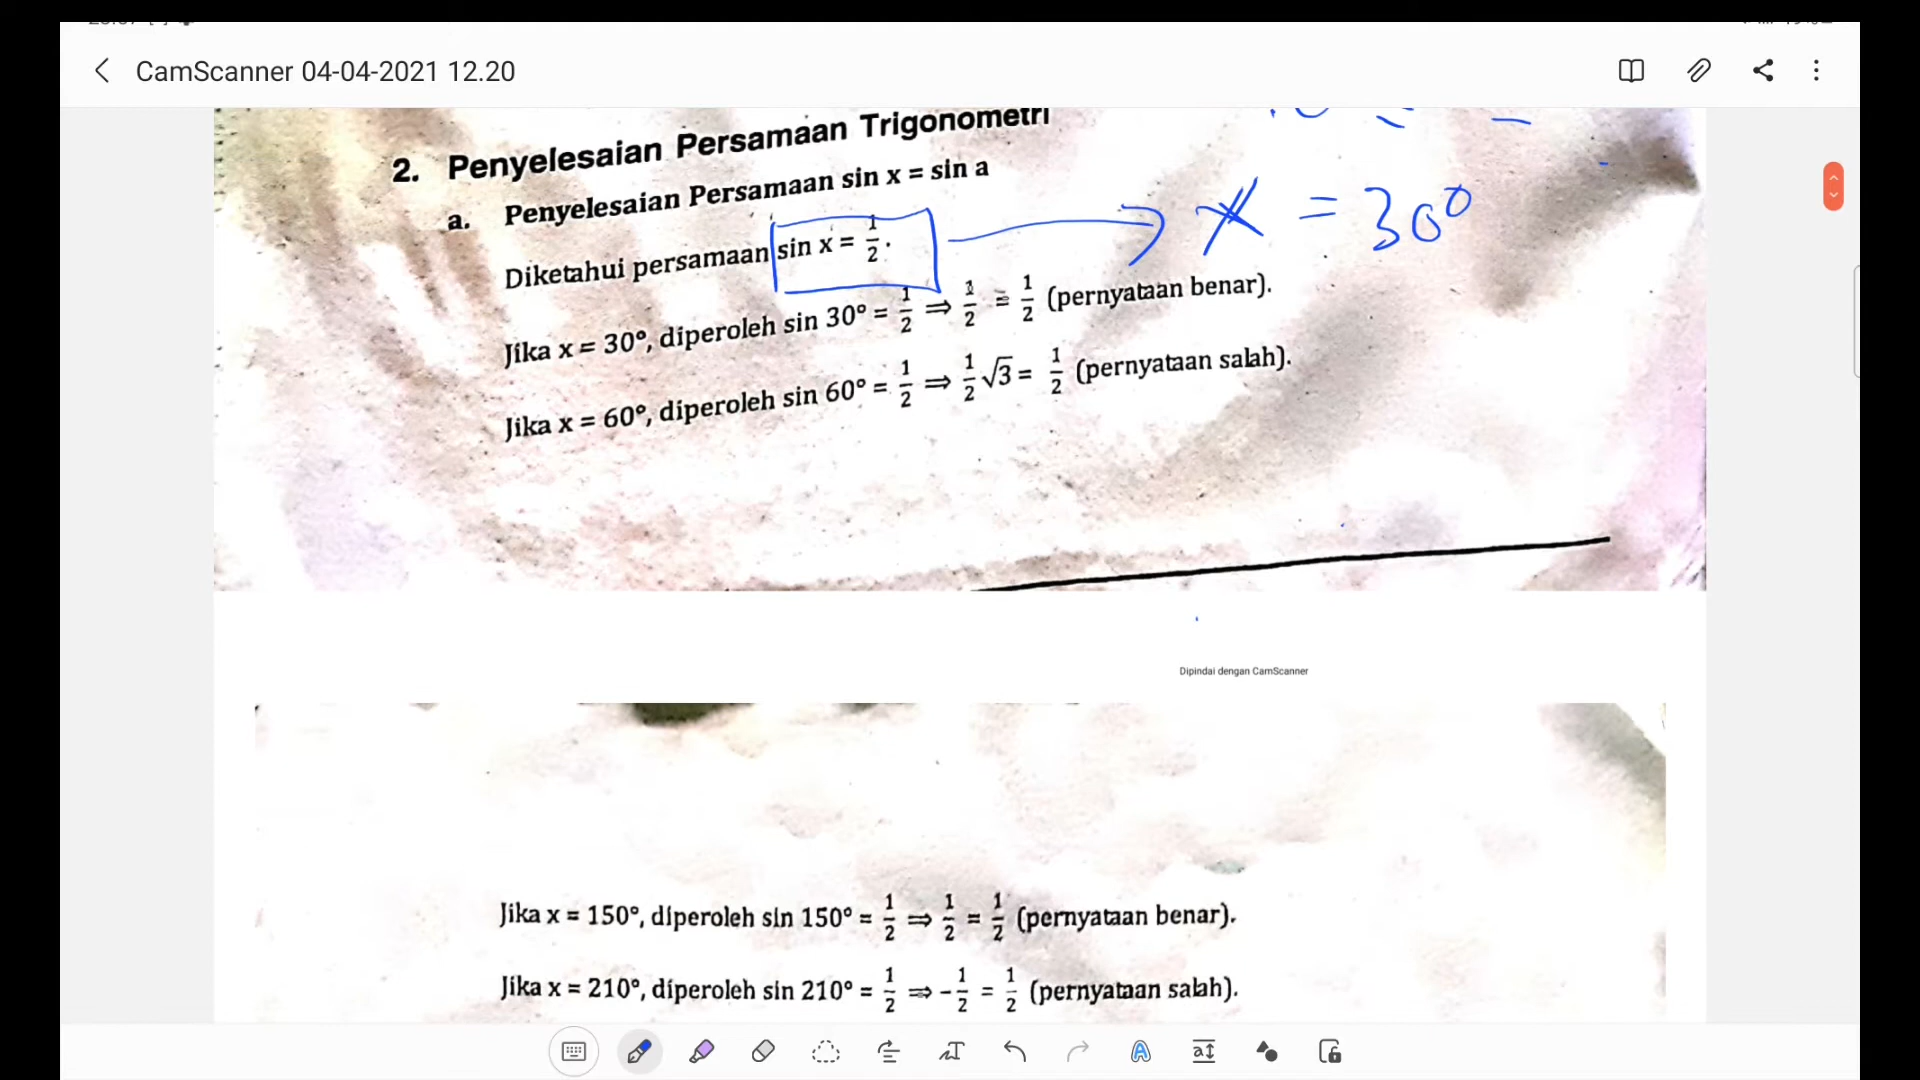 CamScanner 04-04-2021 12.20
2. Penyelesaian Persamaan Trigonometri
a. Penyelesaian Persamaan sin x = sin a
Diketahui persamaan sin x = 1/2.
x = 30°
Jika x = 30°, diperoleh sin 30° = 1/2 ⇒ 1/2 = 1/2 (pernyataan benar).
Jika x = 60°, diperoleh sin 60° = 1/2 ⇒ 1/2 √3 = 1/2 (pernyataan salah).
Dipindai dengan CamScanner
Jika x = 150°, diperoleh sin 150° = 1/2 ⇒ 1/2 = 1/2 (pernyataan benar).
Jika x = 210°, diperoleh sin 210° = 1/2 ⇒ -1/2 = 1/2 (pernyataan salah).